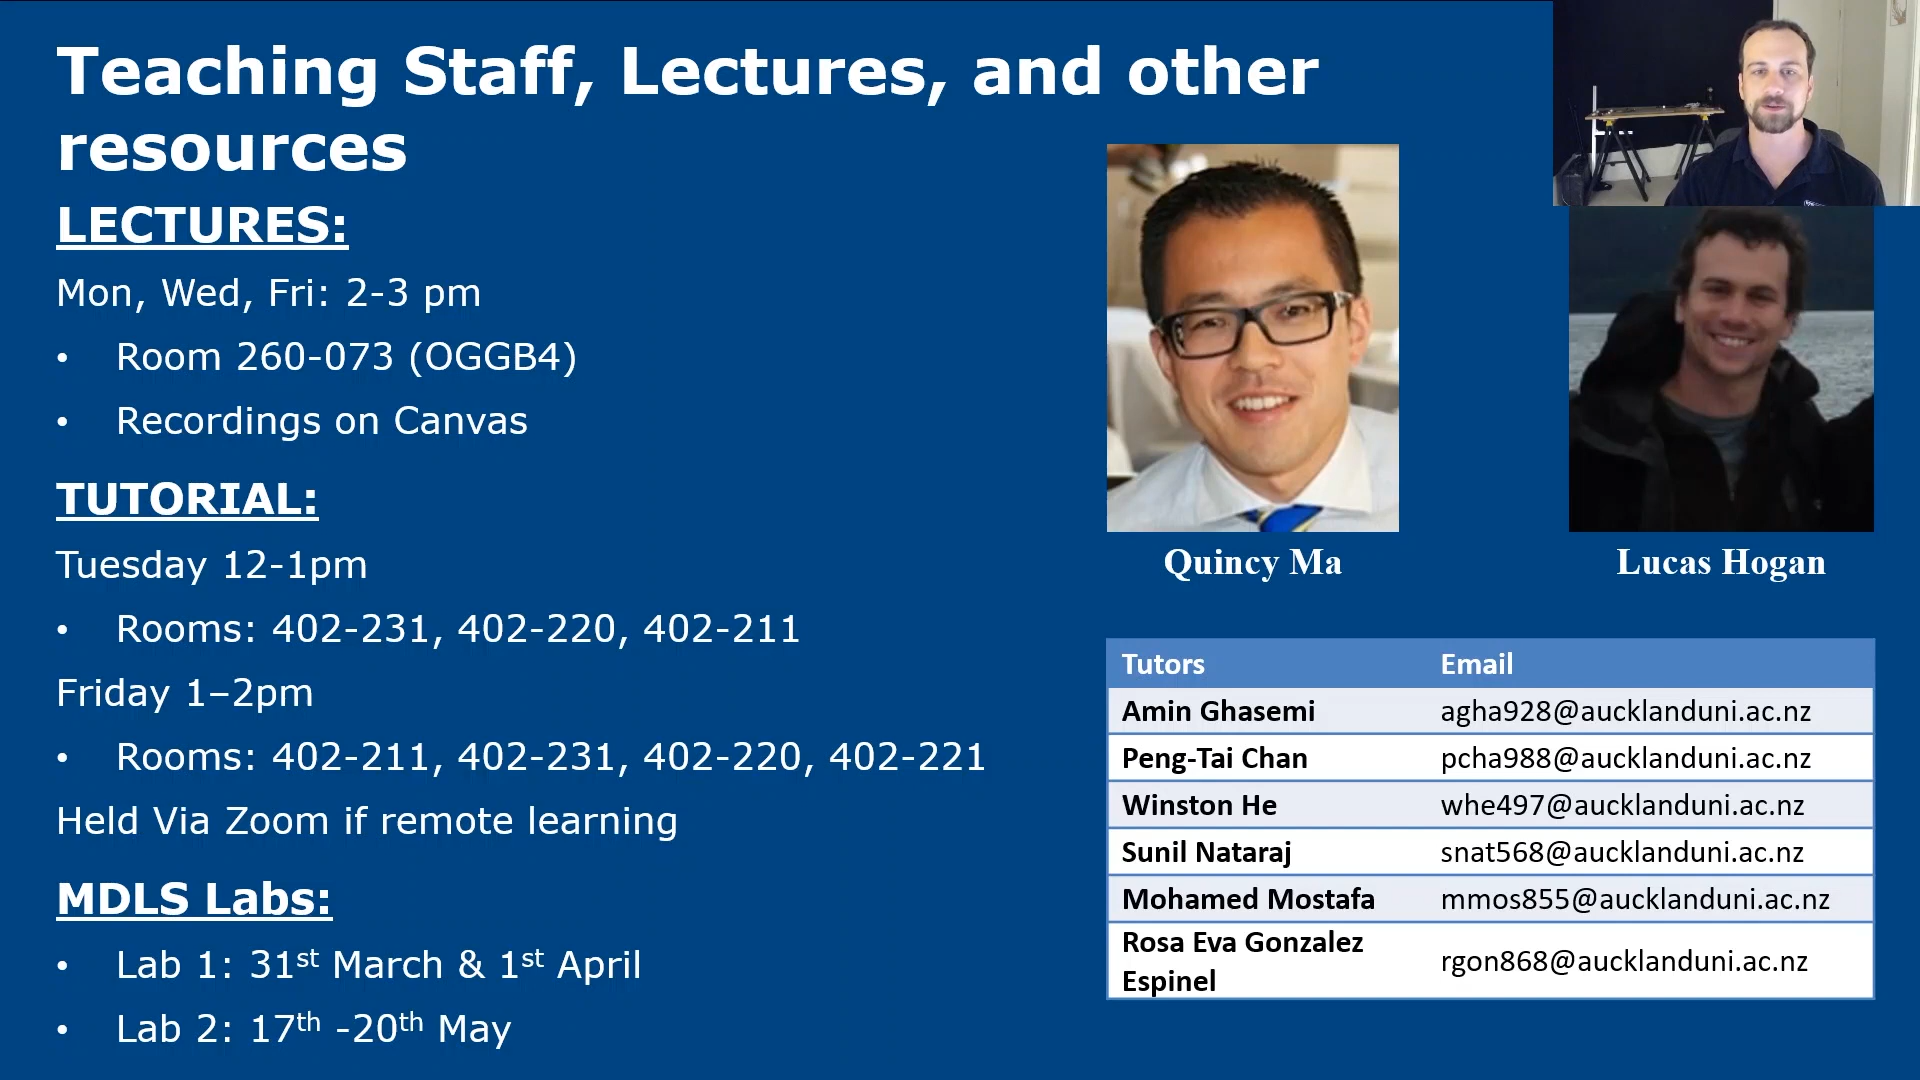 Teaching Staff, Lectures, and other
resources
LECTURES:
Mon, Wed, Fri: 2-3 pm
• Room 260-073 (OGGB4)
• Recordings on Canvas
TUTORIAL:
Tuesday 12-1pm
• Rooms: 402-231, 402-220, 402-211
Friday 1–2pm
• Rooms: 402-211, 402-231, 402-220, 402-221
Held Via Zoom if remote learning
MDLS Labs:
• Lab 1: 31st March & 1st April
• Lab 2: 17th -20th May
Quincy Ma
Lucas Hogan
Tutors Email
Amin Ghasemi agha928@aucklanduni.ac.nz
Peng-Tai Chan pcha988@aucklanduni.ac.nz
Winston He whe497@aucklanduni.ac.nz
Sunil Nataraj snat568@aucklanduni.ac.nz
Mohamed Mostafa mmos855@aucklanduni.ac.nz
Rosa Eva Gonzalez
Espinel rgon868@aucklanduni.ac.nz